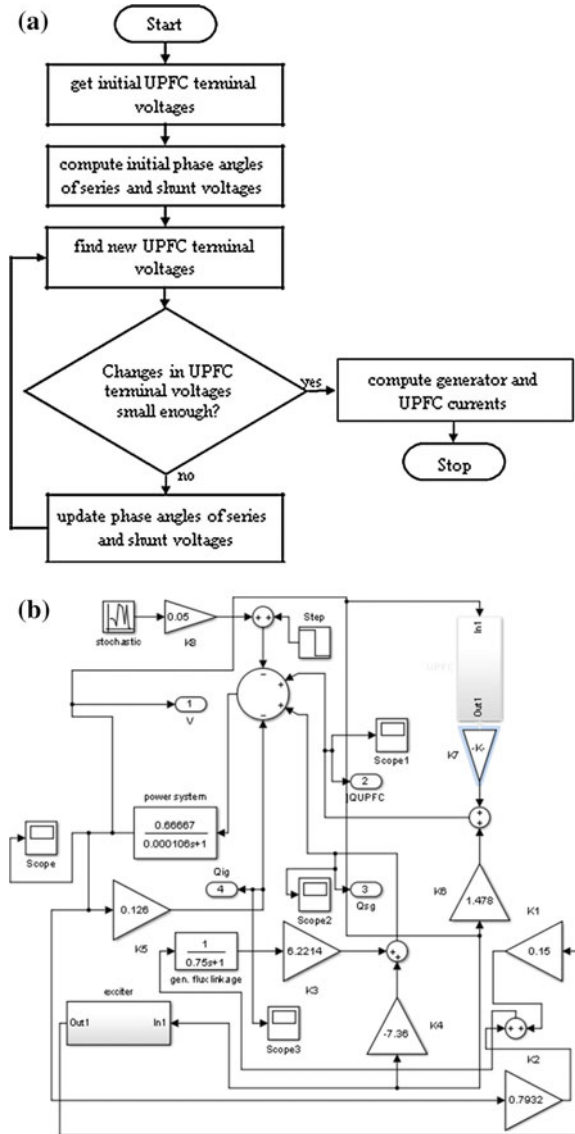 (a)
Start
get initial UPFC terminal
voltages
compute initial phase angles
of series and shunt voltages
find new UPFC terminal
voltages
Changes in UPFC
terminal voltages
small enough?
yes
compute generator and
UPFC currents
Stop
no
update phase angles of series
and shunt voltages
(b)
stochastic
0.05
K8
Step
In1
UPFC
Out1
1
V
Scope1
2
jQUPFC
-K-
K7
power system
0.66667
0.000106s+1
Scope
Qig
4
Scope2
3
Qsg
K6
1.478
K1
0.15
0.126
K5
1
0.75s+1
gen. flux linkage
6.2214
K3
exciter
Out1
In1
Scope3
-7.36
K4
K2
0.7932